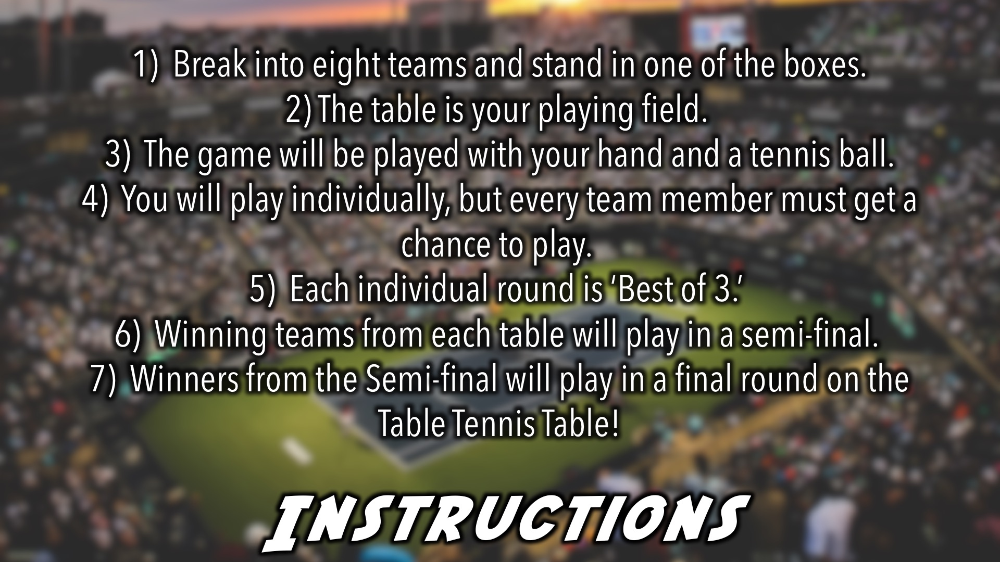 1) Break into eight teams and stand in one of the boxes.
2) The table is your playing field.
3) The game will be played with your hand and a tennis ball.
4) You will play individually, but every team member must get a
chance to play.
5) Each individual round is ‘Best of 3.’
6) Winning teams from each table will play in a semi-final.
7) Winners from the Semi-final will play in a final round on the
Table Tennis Table!
INSTRUCTIONS